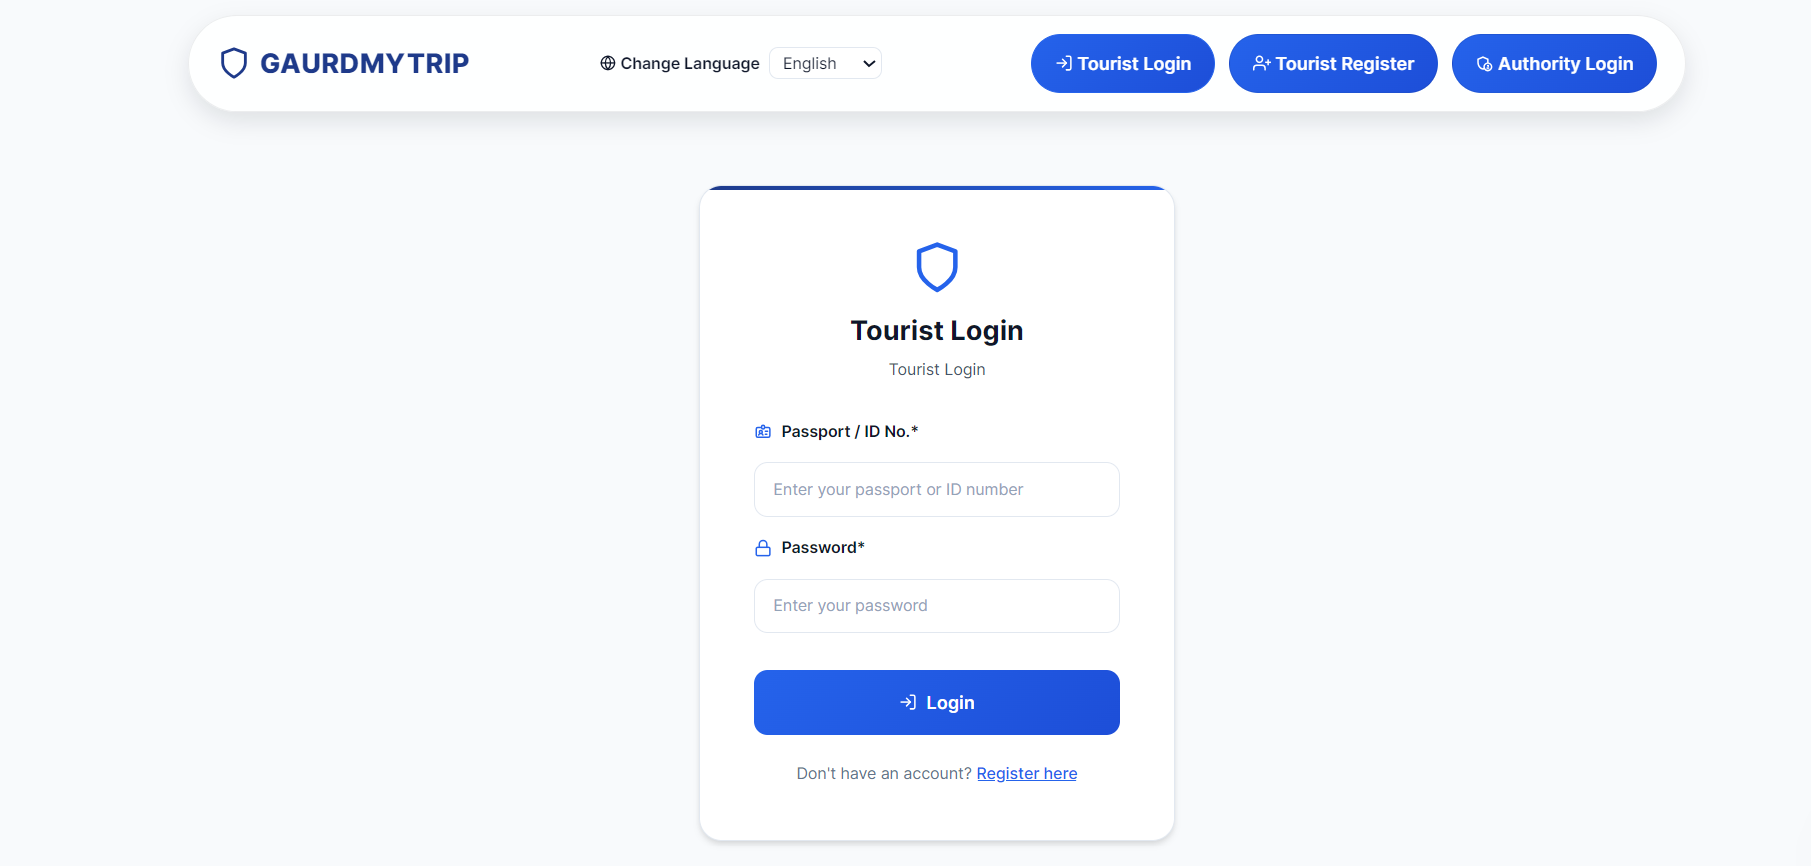 GAURDMYTRIP
Change Language English
Tourist Login
Tourist Register
Authority Login
Tourist Login
Tourist Login
Passport / ID No.*
Enter your passport or ID number
Password*
Enter your password
Login
Don't have an account? Register here